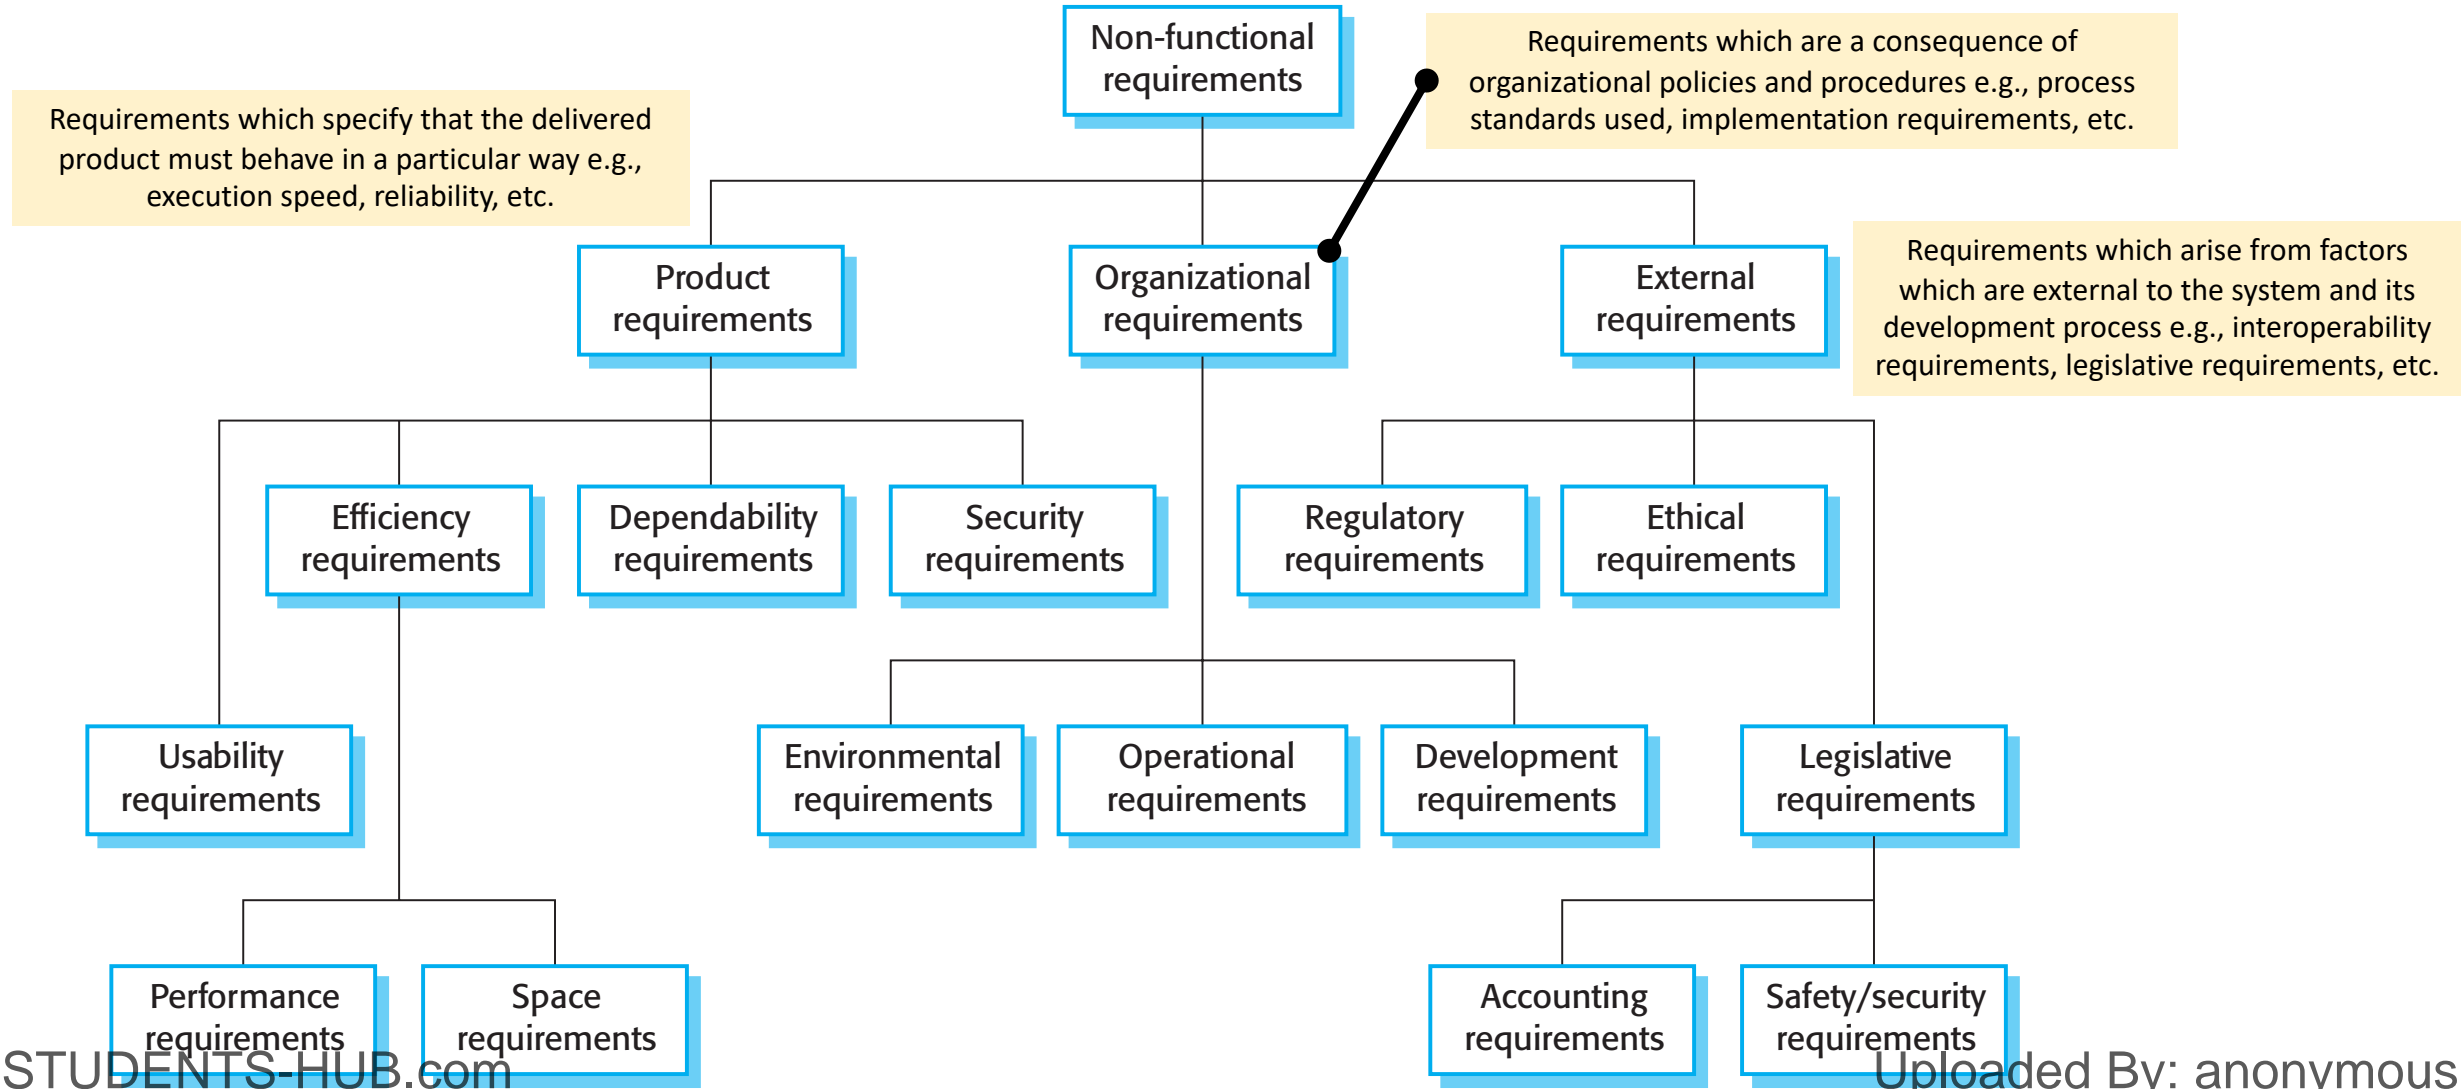 Non-functional
requirements
Requirements which are a consequence of
organizational policies and procedures e.g., process
standards used, implementation requirements, etc.
Requirements which specify that the delivered
product must behave in a particular way e.g.,
execution speed, reliability, etc.
Product
requirements
Organizational
requirements
External
requirements
Requirements which arise from factors
which are external to the system and its
development process e.g., interoperability
requirements, legislative requirements, etc.
Efficiency
requirements
Dependability
requirements
Security
requirements
Regulatory
requirements
Ethical
requirements
Usability
requirements
Environmental
requirements
Operational
requirements
Development
requirements
Legislative
requirements
Performance
requirements
Space
requirements
Accounting
requirements
Safety/security
requirements
STUDENTS-HUB.com
Uploaded By: anonymous